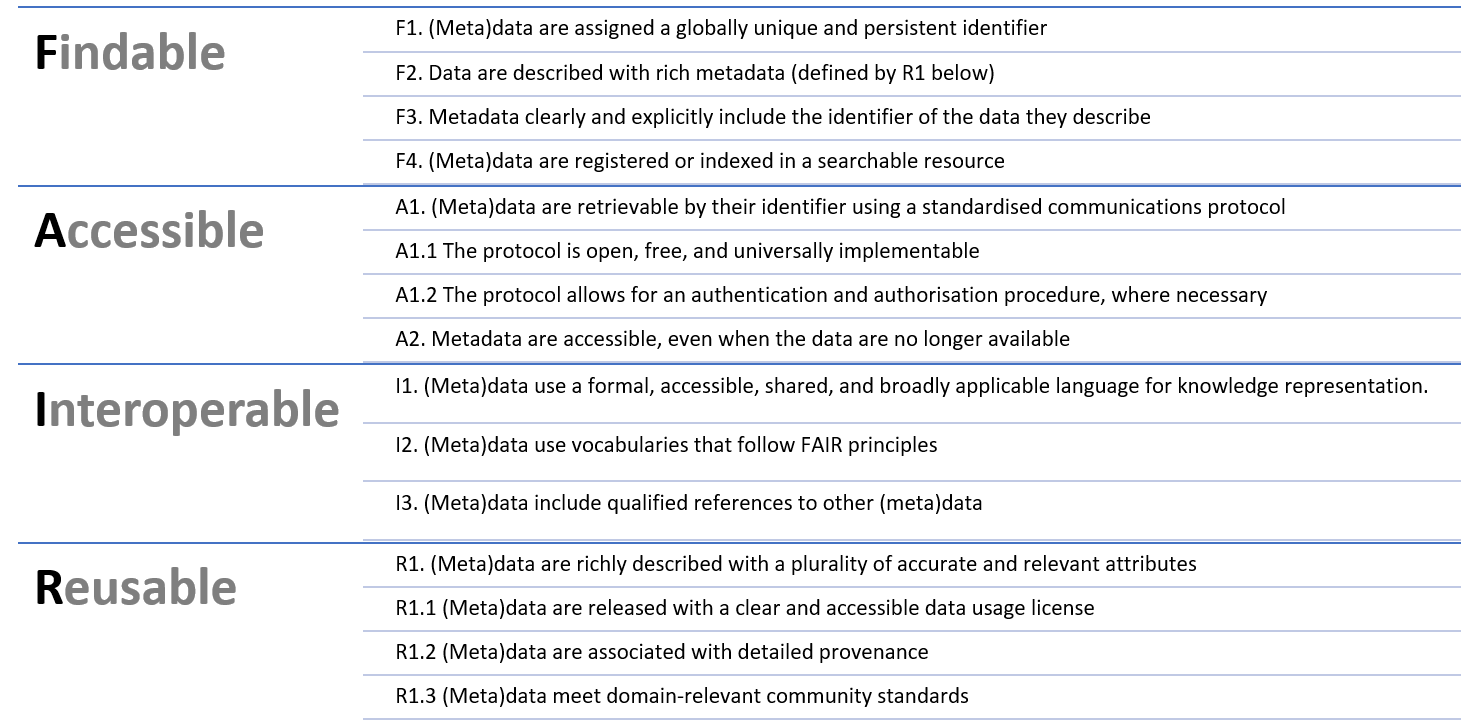 Findable
F1. (Meta)data are assigned a globally unique and persistent identifier
F2. Data are described with rich metadata (defined by R1 below)
F3. Metadata clearly and explicitly include the identifier of the data they describe
F4. (Meta)data are registered or indexed in a searchable resource
Accessible
A1. (Meta)data are retrievable by their identifier using a standardised communications protocol
A1.1 The protocol is open, free, and universally implementable
A1.2 The protocol allows for an authentication and authorisation procedure, where necessary
A2. Metadata are accessible, even when the data are no longer available
Interoperable
I1. (Meta)data use a formal, accessible, shared, and broadly applicable language for knowledge representation.
I2. (Meta)data use vocabularies that follow FAIR principles
I3. (Meta)data include qualified references to other (meta)data
Reusable
R1. (Meta)data are richly described with a plurality of accurate and relevant attributes
R1.1 (Meta)data are released with a clear and accessible data usage license
R1.2 (Meta)data are associated with detailed provenance
R1.3 (Meta)data meet domain-relevant community standards